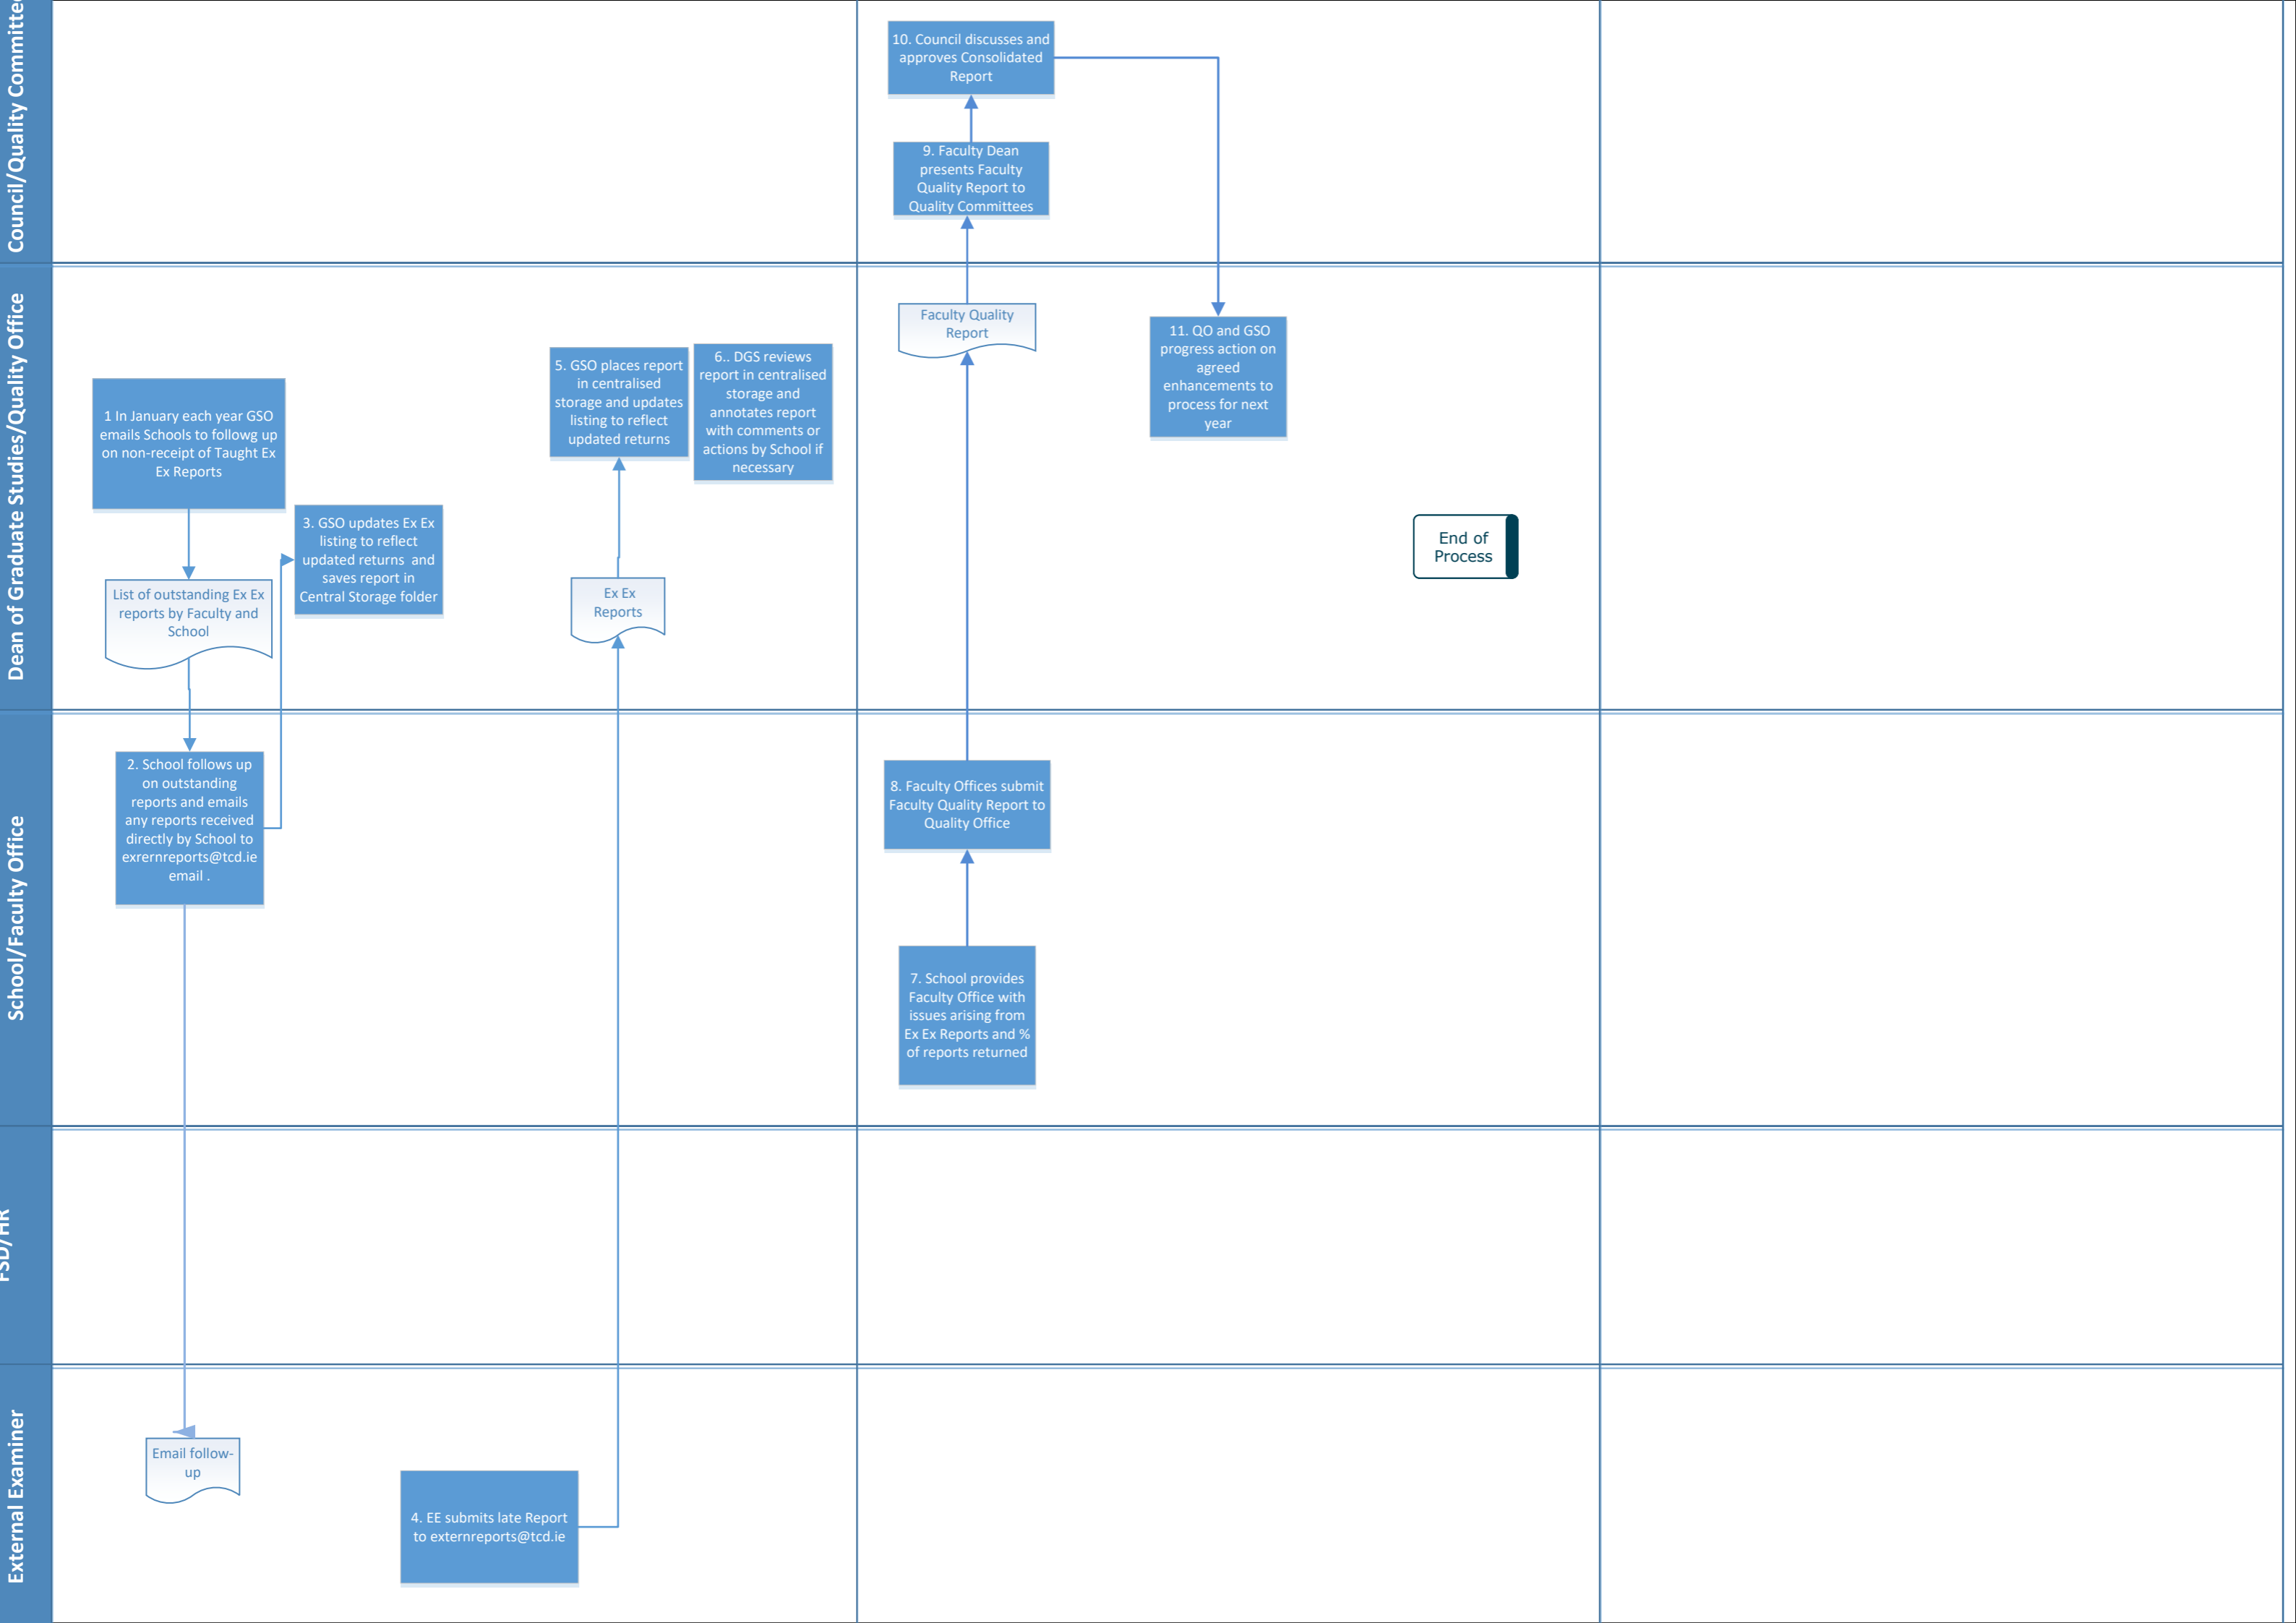 Council/Quality Committee
10. Council discusses and
approves Consolidated
Report
9. Faculty Dean
presents Faculty
Quality Report to
Quality Committees
Dean of Graduate Studies/Quality Office
1 In January each year GSO
emails Schools to followg up
on non-receipt of Taught Ex
Ex Reports
List of outstanding Ex Ex
reports by Faculty and
School
3. GSO updates Ex Ex
listing to reflect
updated returns  and
saves report in
Central Storage folder
5. GSO places report
in centralised
storage and updates
listing to reflect
updated returns
6.. DGS reviews
report in centralised
storage and
annotates report
with comments or
actions by School if
necessary
Ex Ex
Reports
Faculty Quality
Report
11. QO and GSO
progress action on
agreed
enhancements to
process for next
year
End of
Process
School/Faculty Office
2. School follows up
on outstanding
reports and emails
any reports received
directly by School to
exrernreports@tcd.ie
email .
8. Faculty Offices submit
Faculty Quality Report to
Quality Office
7. School provides
Faculty Office with
issues arising from
Ex Ex Reports and %
of reports returned
FSD/HR
External Examiner
Email follow-
up
4. EE submits late Report
to externreports@tcd.ie